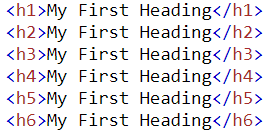 <h1>My First Heading</h1>
<h2>My First Heading</h2>
<h3>My First Heading</h3>
<h4>My First Heading</h4>
<h5>My First Heading</h5>
<h6>My First Heading</h6>